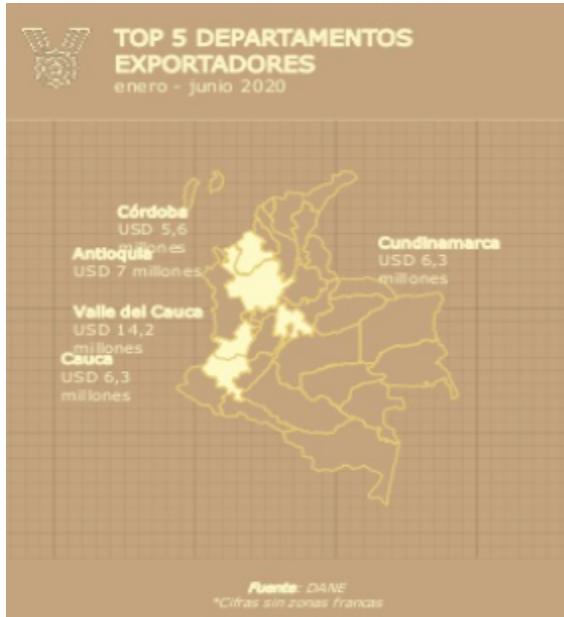 TOP 5 DEPARTAMENTOS
EXPORTADORES
enero - junio 2020
Córdoba
USD 5,6
millones
Antioquia
USD 7 millones
Valle del Cauca
USD 14,2
millones
Cauca
USD 6,3
millones
Cundinamarca
USD 6,3
millones
Fuente: DANE
*Cifras sin zonas francas